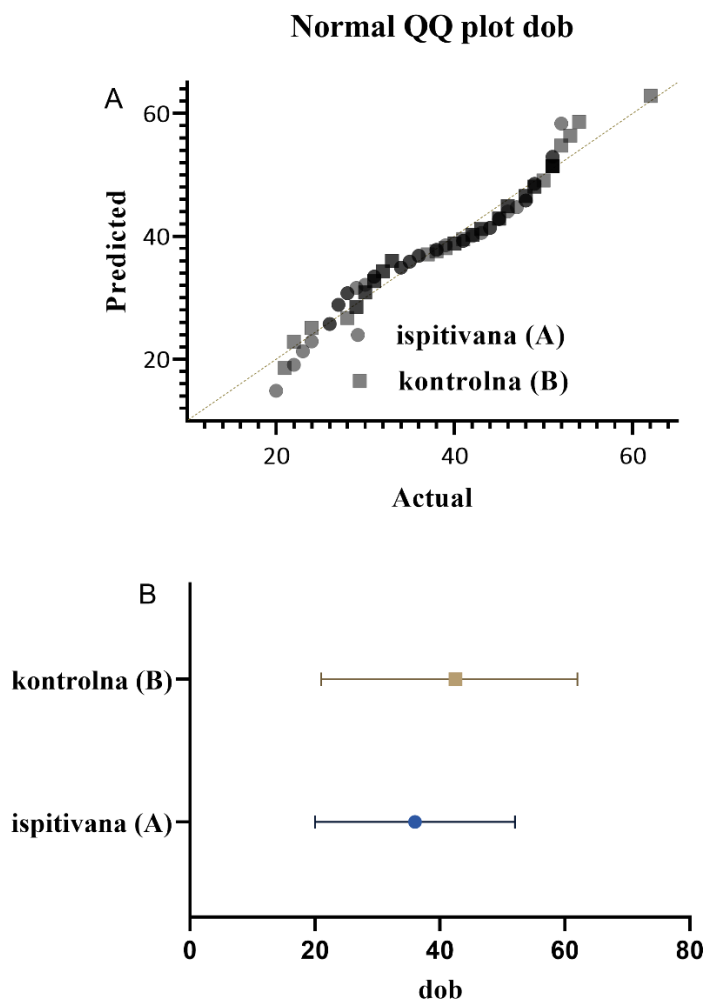 Normal QQ plot dob
A
60
40
20
Predicted
ispitivana (A)
kontrolna (B)
20 40 60
Actual
B
kontrolna (B)
ispitivana (A)
0 20 40 60 80
dob